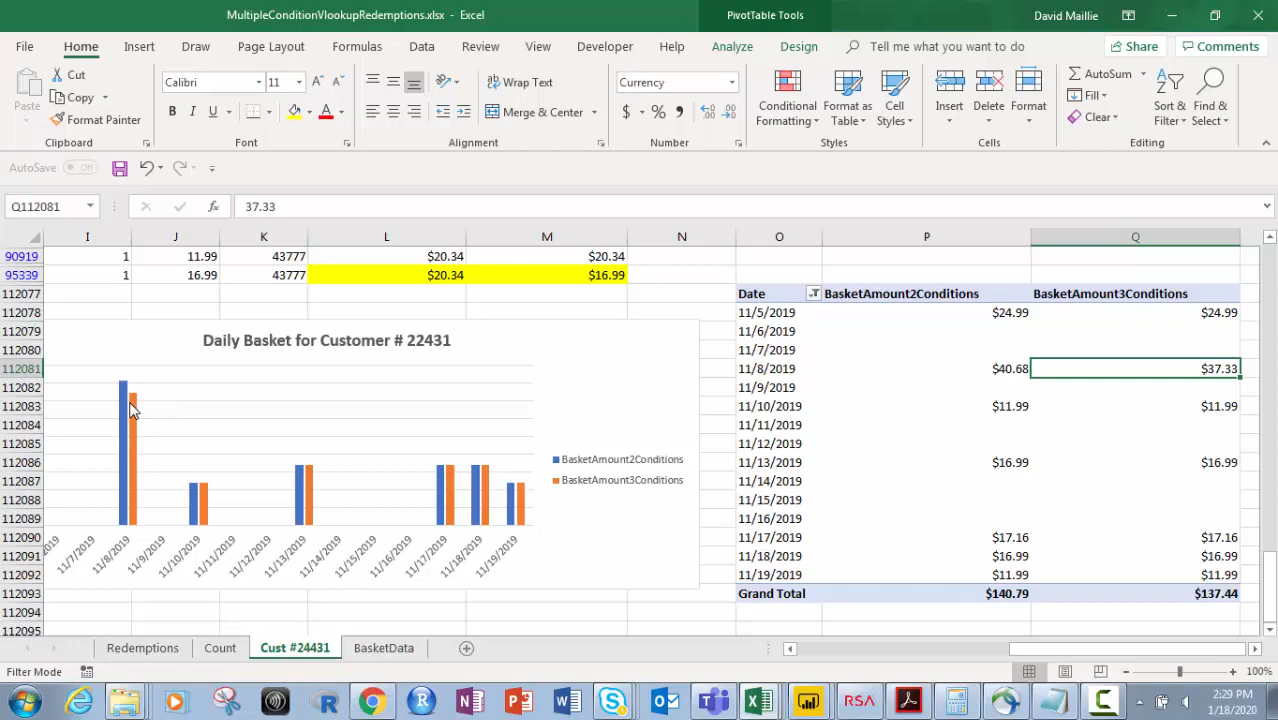 MultipleConditionVlookupRedemptions.xlsx - Excel
PivotTable Tools
David Maillie
File Home Insert Draw Page Layout Formulas Data Review View Developer Help Analyze Design Tell me what you want to do Share Comments
Paste
Cut
Copy
Format Painter
Calibri 11
B I U
Wrap Text
Merge & Center
Currency
$ % ,
Conditional Formatting
Format as Table
Cell Styles
Insert
Delete
Format
AutoSum
Fill
Clear
Sort & Filter
Find & Select
Clipboard Font Alignment Number Styles Cells Editing
AutoSave Off
Q112081 fx 37.33
I J K L M N O P Q
90919 1 11.99 43777 $20.34 $20.34
95339 1 16.99 43777 $20.34 $16.99
112077 Date BasketAmount2Conditions BasketAmount3Conditions
112078 11/5/2019 $24.99 $24.99
112079 11/6/2019
112080 11/7/2019
112081 11/8/2019 $40.68 $37.33
112082 11/9/2019
112083 11/10/2019 $11.99 $11.99
112084 11/11/2019
112085 11/12/2019
112086 11/13/2019 $16.99 $16.99
112087 11/14/2019
112088 11/15/2019
112089 11/16/2019
112090 11/17/2019 $17.16 $17.16
112091 11/18/2019 $16.99 $16.99
112092 11/19/2019 $11.99 $11.99
112093 Grand Total $140.79 $137.44
112094
112095
Daily Basket for Customer # 22431
BasketAmount2Conditions
BasketAmount3Conditions
2019 11/7/2019 11/8/2019 11/9/2019 11/10/2019 11/11/2019 11/12/2019 11/13/2019 11/14/2019 11/15/2019 11/16/2019 11/17/2019 11/18/2019 11/19/2019
Redemptions Count Cust #24431 BasketData
Filter Mode
100%
RSA
2:29 PM
1/18/2020